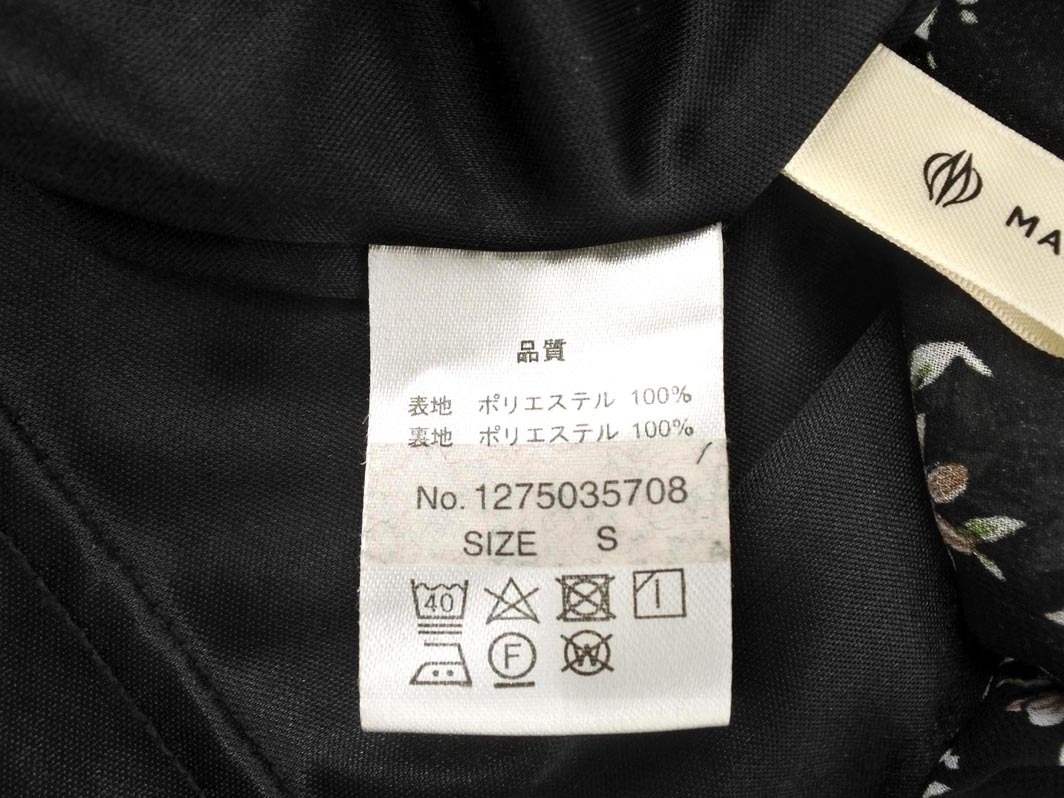 MA
品質
表地 ポリエステル 100%
裏地 ポリエステル 100%
No. 1275035708
SIZE S
40
F
W